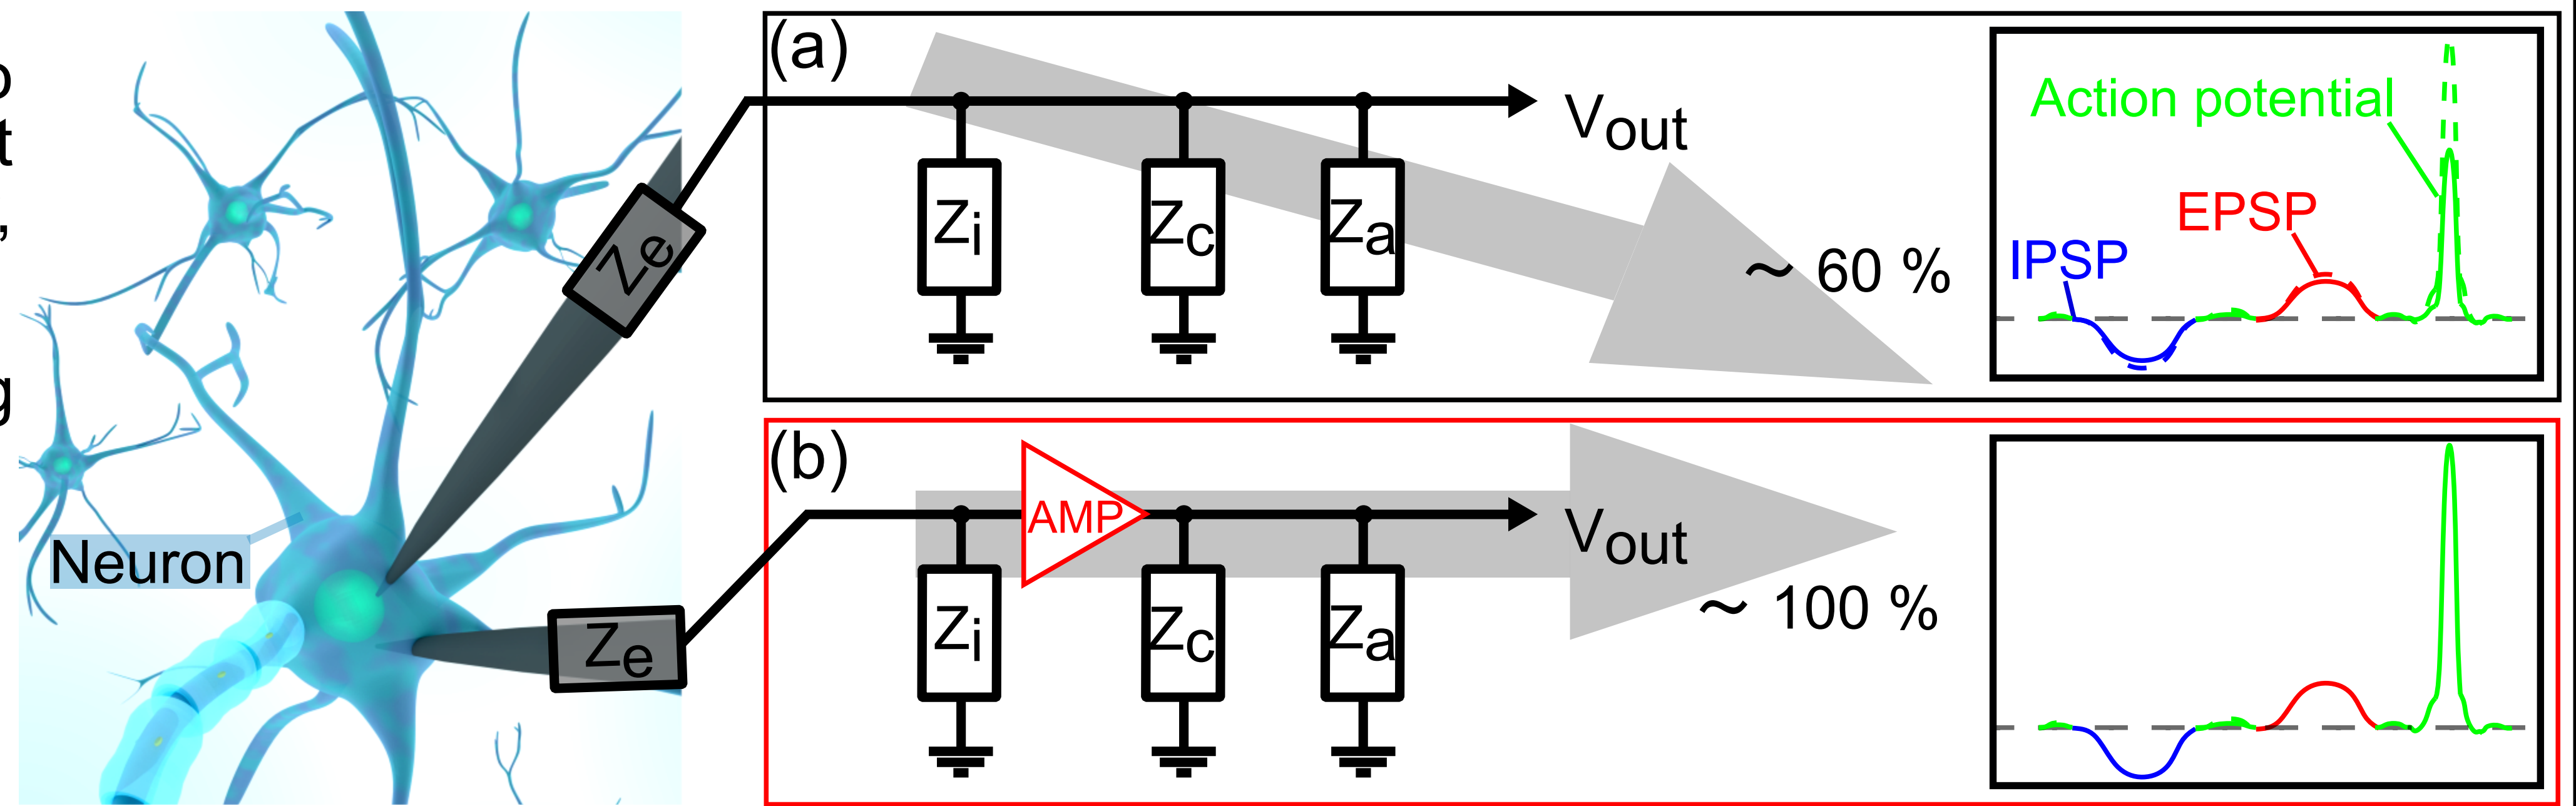 o
t
,
g
Neuron
Ze
Ze
(a)
Zi
Zc
Za
Vout
~ 60 %
Action potential
EPSP
IPSP
(b)
AMP
Zi
Zc
Za
Vout
~ 100 %